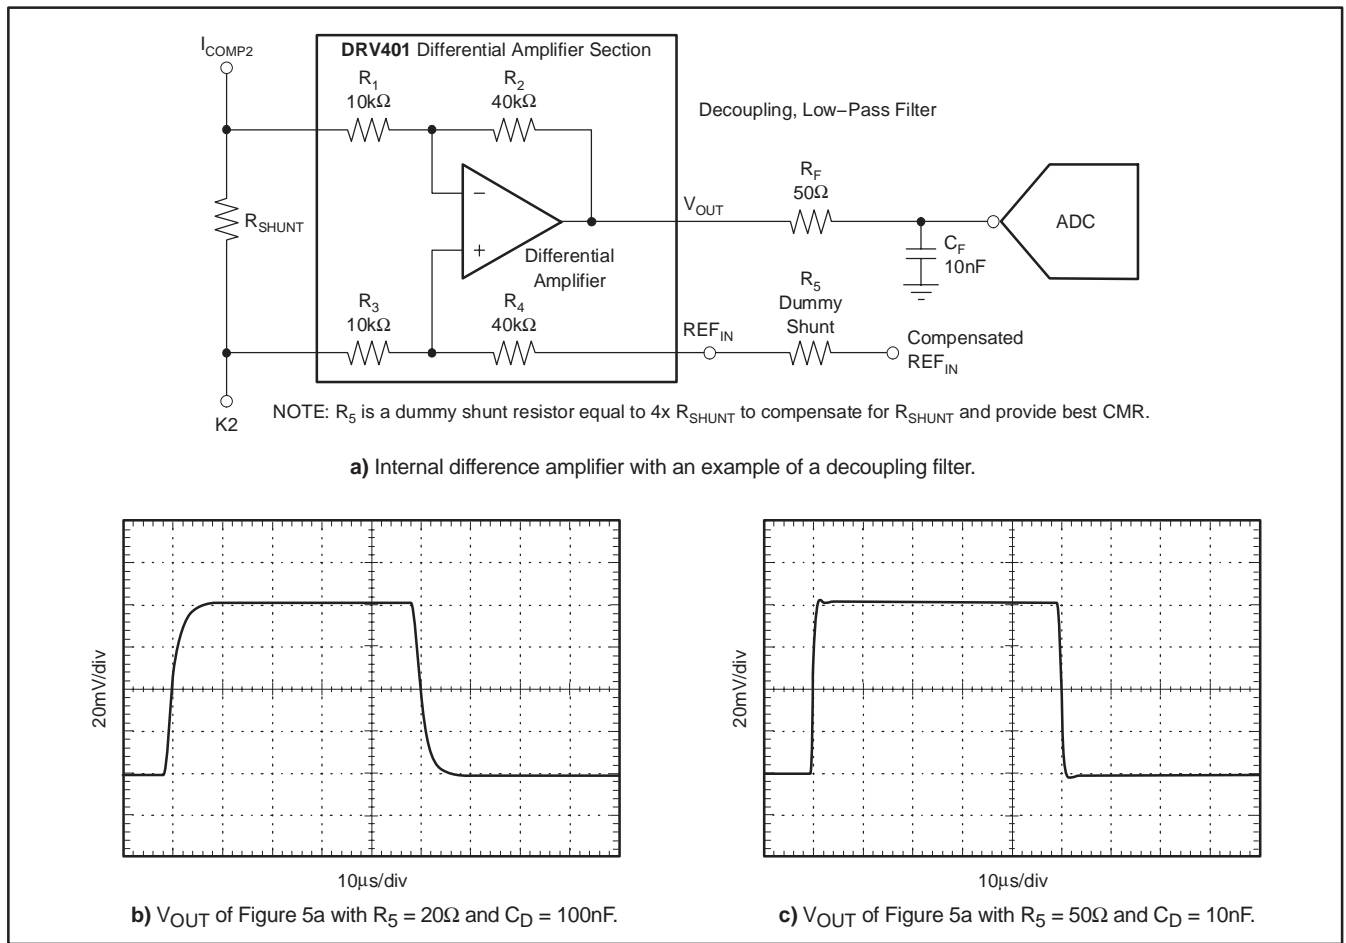 I_COMP2
DRV401 Differential Amplifier Section
R1
10kΩ
R2
40kΩ
Decoupling, Low−Pass Filter
R_SHUNT
−
+
Differential
Amplifier
V_OUT
R_F
50Ω
C_F
10nF
ADC
R3
10kΩ
R4
40kΩ
REF_IN
R5
Dummy
Shunt
Compensated
REF_IN
K2
NOTE: R5 is a dummy shunt resistor equal to 4x R_SHUNT to compensate for R_SHUNT and provide best CMR.
a) Internal difference amplifier with an example of a decoupling filter.
20mV/div
10μs/div
b) V_OUT of Figure 5a with R5 = 20Ω and C_D = 100nF.
20mV/div
10μs/div
c) V_OUT of Figure 5a with R5 = 50Ω and C_D = 10nF.